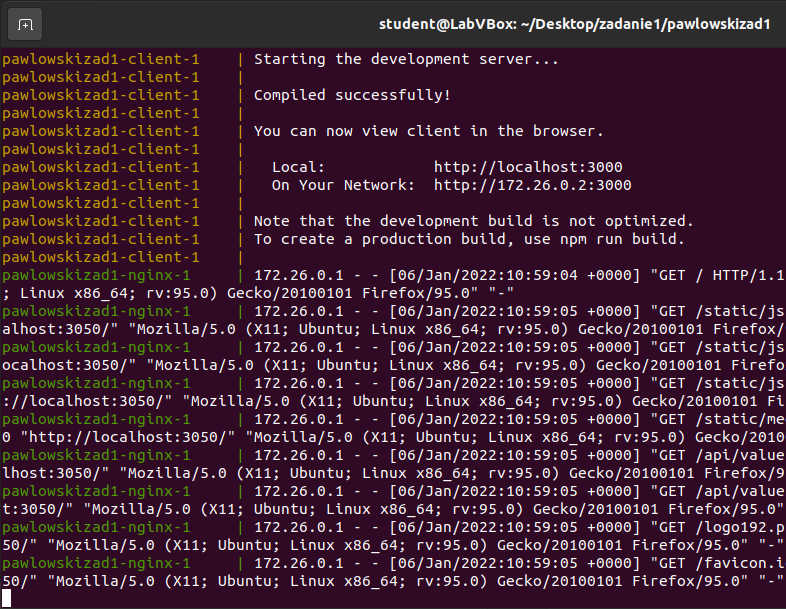 student@LabVBox: ~/Desktop/zadanie1/pawlowskizad1
pawlowskizad1-client-1    | Starting the development server...
pawlowskizad1-client-1    |
pawlowskizad1-client-1    | Compiled successfully!
pawlowskizad1-client-1    |
pawlowskizad1-client-1    | You can now view client in the browser.
pawlowskizad1-client-1    |
pawlowskizad1-client-1    |   Local:            http://localhost:3000
pawlowskizad1-client-1    |   On Your Network:  http://172.26.0.2:3000
pawlowskizad1-client-1    |
pawlowskizad1-client-1    | Note that the development build is not optimized.
pawlowskizad1-client-1    | To create a production build, use npm run build.
pawlowskizad1-client-1    |
pawlowskizad1-nginx-1     | 172.26.0.1 - - [06/Jan/2022:10:59:04 +0000] "GET / HTTP/1.1
; Linux x86_64; rv:95.0) Gecko/20100101 Firefox/95.0" "-"
pawlowskizad1-nginx-1     | 172.26.0.1 - - [06/Jan/2022:10:59:05 +0000] "GET /static/js
alhost:3050/" "Mozilla/5.0 (X11; Ubuntu; Linux x86_64; rv:95.0) Gecko/20100101 Firefox/
pawlowskizad1-nginx-1     | 172.26.0.1 - - [06/Jan/2022:10:59:05 +0000] "GET /static/js
ocalhost:3050/" "Mozilla/5.0 (X11; Ubuntu; Linux x86_64; rv:95.0) Gecko/20100101 Firefo
pawlowskizad1-nginx-1     | 172.26.0.1 - - [06/Jan/2022:10:59:05 +0000] "GET /static/js
://localhost:3050/" "Mozilla/5.0 (X11; Ubuntu; Linux x86_64; rv:95.0) Gecko/20100101 Fi
pawlowskizad1-nginx-1     | 172.26.0.1 - - [06/Jan/2022:10:59:05 +0000] "GET /static/me
0 "http://localhost:3050/" "Mozilla/5.0 (X11; Ubuntu; Linux x86_64; rv:95.0) Gecko/2010
pawlowskizad1-nginx-1     | 172.26.0.1 - - [06/Jan/2022:10:59:05 +0000] "GET /api/value
lhost:3050/" "Mozilla/5.0 (X11; Ubuntu; Linux x86_64; rv:95.0) Gecko/20100101 Firefox/9
pawlowskizad1-nginx-1     | 172.26.0.1 - - [06/Jan/2022:10:59:05 +0000] "GET /api/value
t:3050/" "Mozilla/5.0 (X11; Ubuntu; Linux x86_64; rv:95.0) Gecko/20100101 Firefox/95.0"
pawlowskizad1-nginx-1     | 172.26.0.1 - - [06/Jan/2022:10:59:05 +0000] "GET /logo192.p
50/" "Mozilla/5.0 (X11; Ubuntu; Linux x86_64; rv:95.0) Gecko/20100101 Firefox/95.0" "-"
pawlowskizad1-nginx-1     | 172.26.0.1 - - [06/Jan/2022:10:59:05 +0000] "GET /favicon.i
50/" "Mozilla/5.0 (X11; Ubuntu; Linux x86_64; rv:95.0) Gecko/20100101 Firefox/95.0" "-"